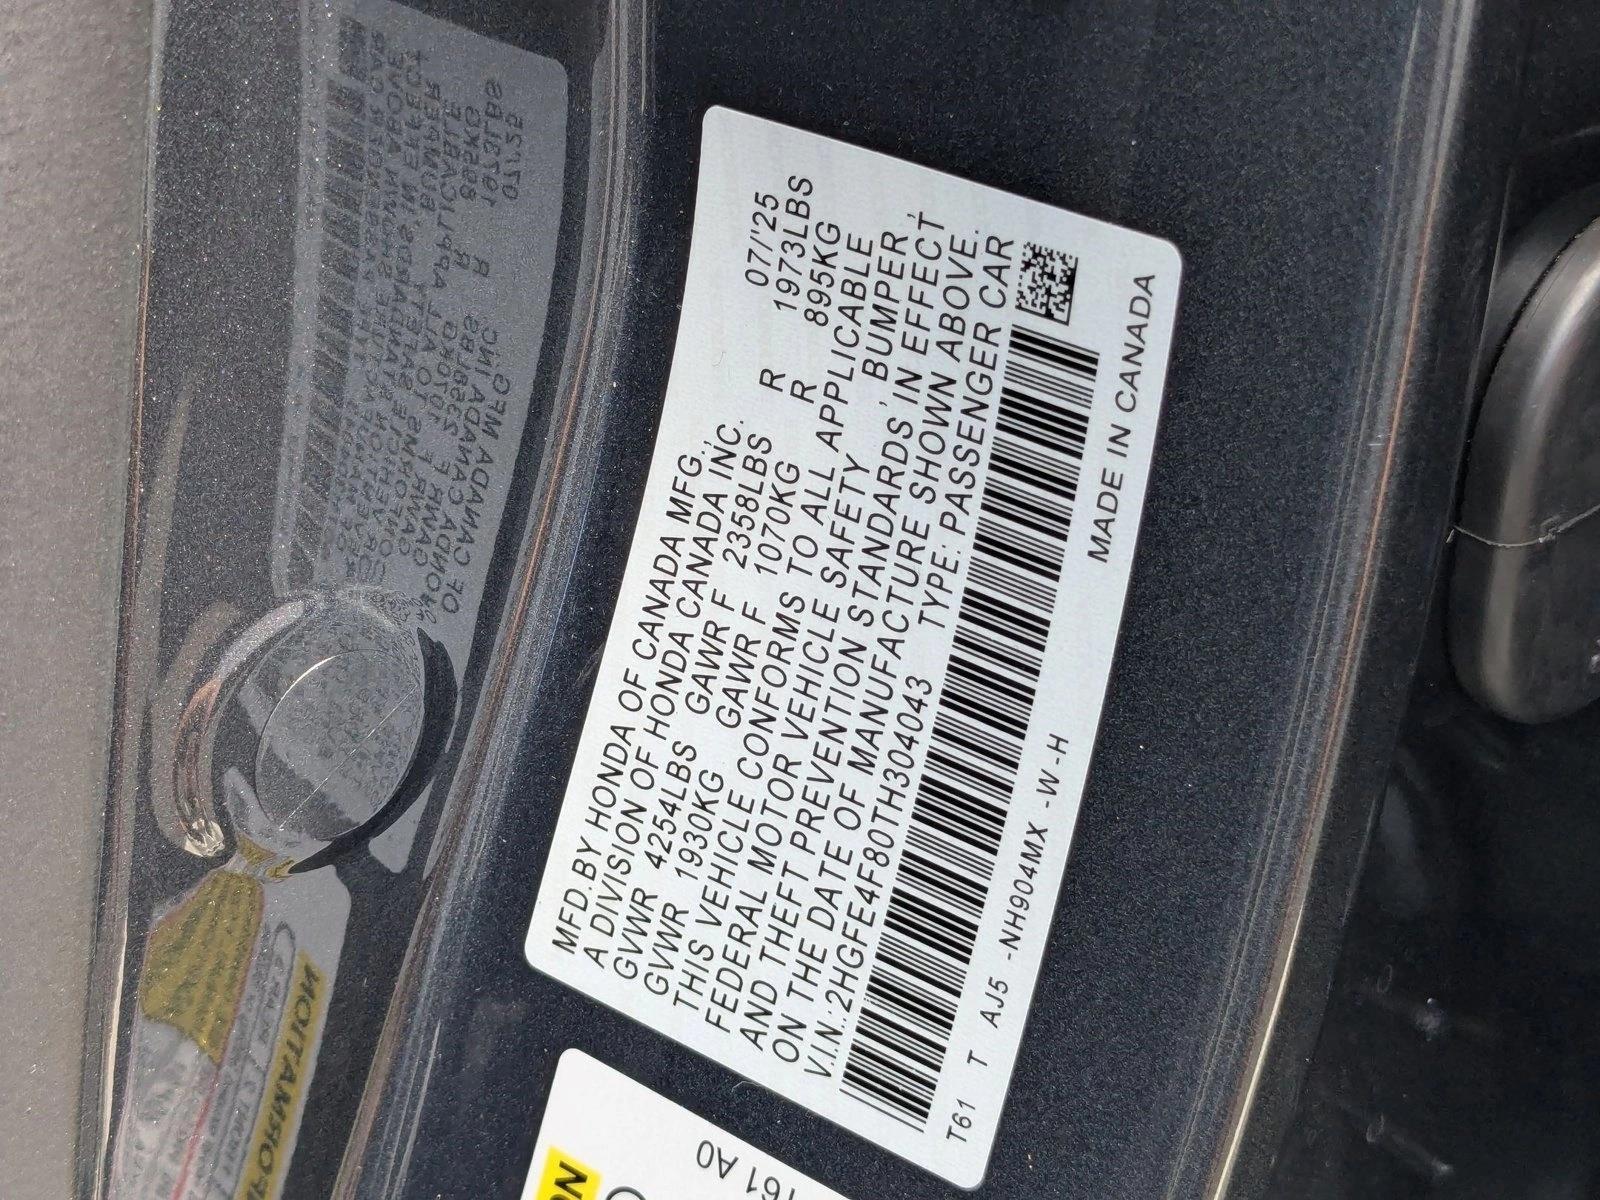 MFD.BY HONDA OF CANADA MFG., 07/'25
A DIVISION OF HONDA CANADA INC.
GVWR 4254LBS GAWR F 2358LBS R 1973LBS
GVWR 1930KG GAWR F 1070KG R 895KG
THIS VEHICLE CONFORMS TO ALL APPLICABLE
FEDERAL MOTOR VEHICLE SAFETY ,BUMPER ,
AND THEFT PREVENTION STANDARDS IN EFFECT
ON THE DATE OF MANUFACTURE SHOWN ABOVE.
V.I.N.:2HGFE4F80TH304043 TYPE: PASSENGER CAR
T61 T AJ5 -NH904MX -W-H MADE IN CANADA
T61 A0